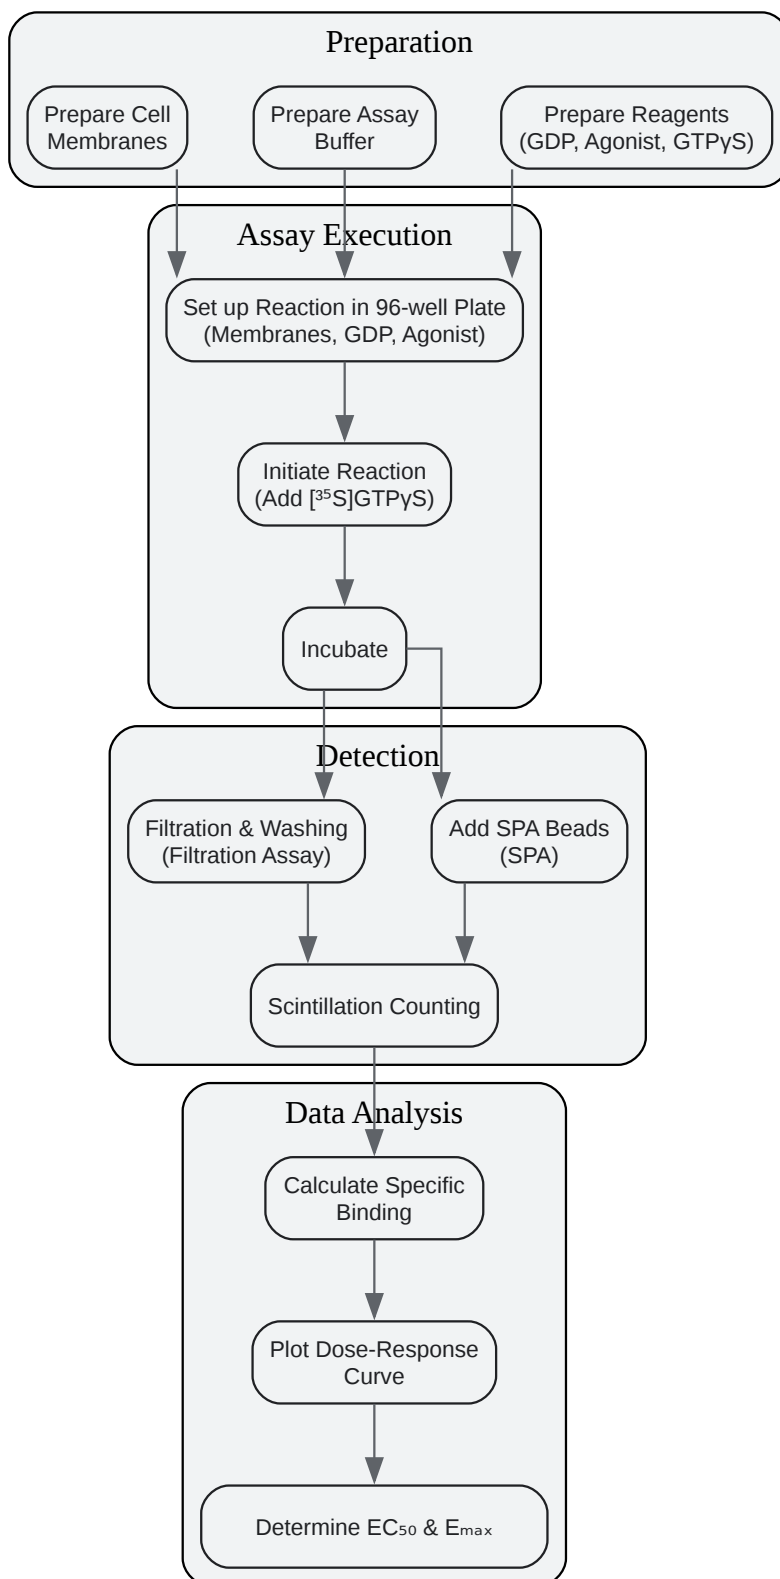 Preparation
Prepare Cell
Membranes
Prepare Assay
Buffer
Prepare Reagents
(GDP, Agonist, GTPγS)
Assay Execution
Set up Reaction in 96-well Plate
(Membranes, GDP, Agonist)
Initiate Reaction
(Add [³⁵S]GTPγS)
Incubate
Detection
Filtration & Washing
(Filtration Assay)
Add SPA Beads
(SPA)
Scintillation Counting
Data Analysis
Calculate Specific
Binding
Plot Dose-Response
Curve
Determine EC₅₀ & Eₘₐₓ